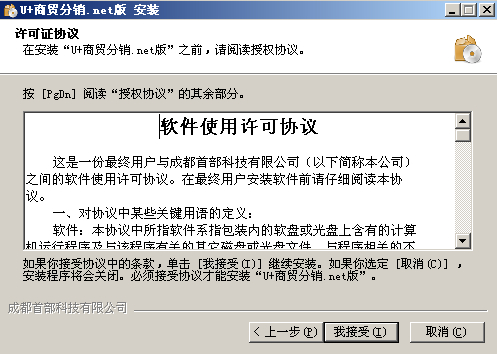 U+商贸分销.net版 安装
许可证协议
在安装“U+商贸分销.net版”之前,请阅读授权协议。
按 [PgDn] 阅读“授权协议”的其余部分。
软件使用许可协议
这是一份最终用户与成都首部科技有限公司（以下简称本公司）
之间的软件使用许可协议。在最终用户安装软件前请仔细阅读本协
议。
一、对协议中某些关键用语的定义：
软件：本协议中所指软件系指包装内的软盘或光盘上含有的计算
机运行程序及与该程序有关的其它磁盘或光盘文件、与程序相关的不
如果你接受协议中的条款,单击 [我接受(I)] 继续安装。如果你选定 [取消(C)] ,
安装程序将会关闭。必须接受协议才能安装“U+商贸分销.net版”。
成都首部科技有限公司
< 上一步(P)
我接受(I)
取消(C)